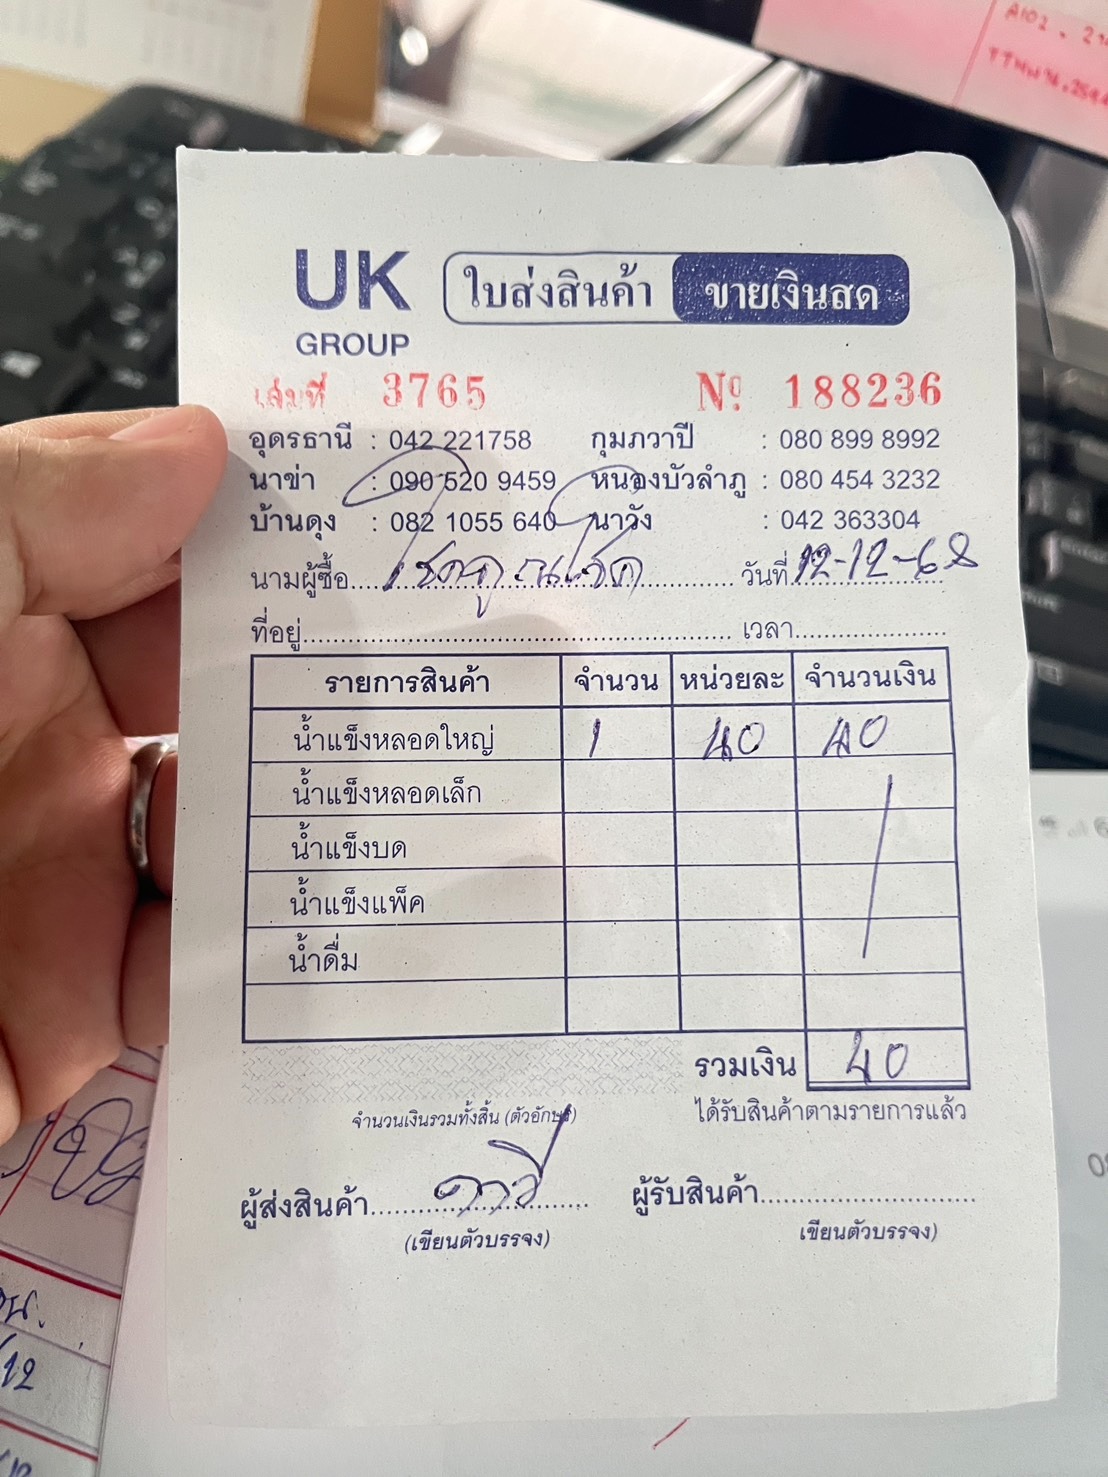 A102 . 2
UK
GROUP
ใบส่งสินค้า ขายเงินสด
เล่มที่ 3765 Nº 188236
อุดรธานี : 042 221758 กุมภวาปี : 080 899 8992
นาข่า : 090 520 9459 หนองบัวลำภู : 080 454 3232
บ้านดุง : 082 1055 640 นาวัง : 042 363304
นามผู้ซื้อ โชคคูณโชค วันที่ 12-12-68
ที่อยู่ เวลา
รายการสินค้า จำนวน หน่วยละ จำนวนเงิน
น้ำแข็งหลอดใหญ่ 1 40 40
น้ำแข็งหลอดเล็ก
น้ำแข็งบด
น้ำแข็งแพ็ค
น้ำดื่ม
รวมเงิน 40
จำนวนเงินรวมทั้งสิ้น (ตัวอักษร) ได้รับสินค้าตามรายการแล้ว
ผู้ส่งสินค้า ผู้รับสินค้า
(เขียนตัวบรรจง) เขียนตัวบรรจง)
/12